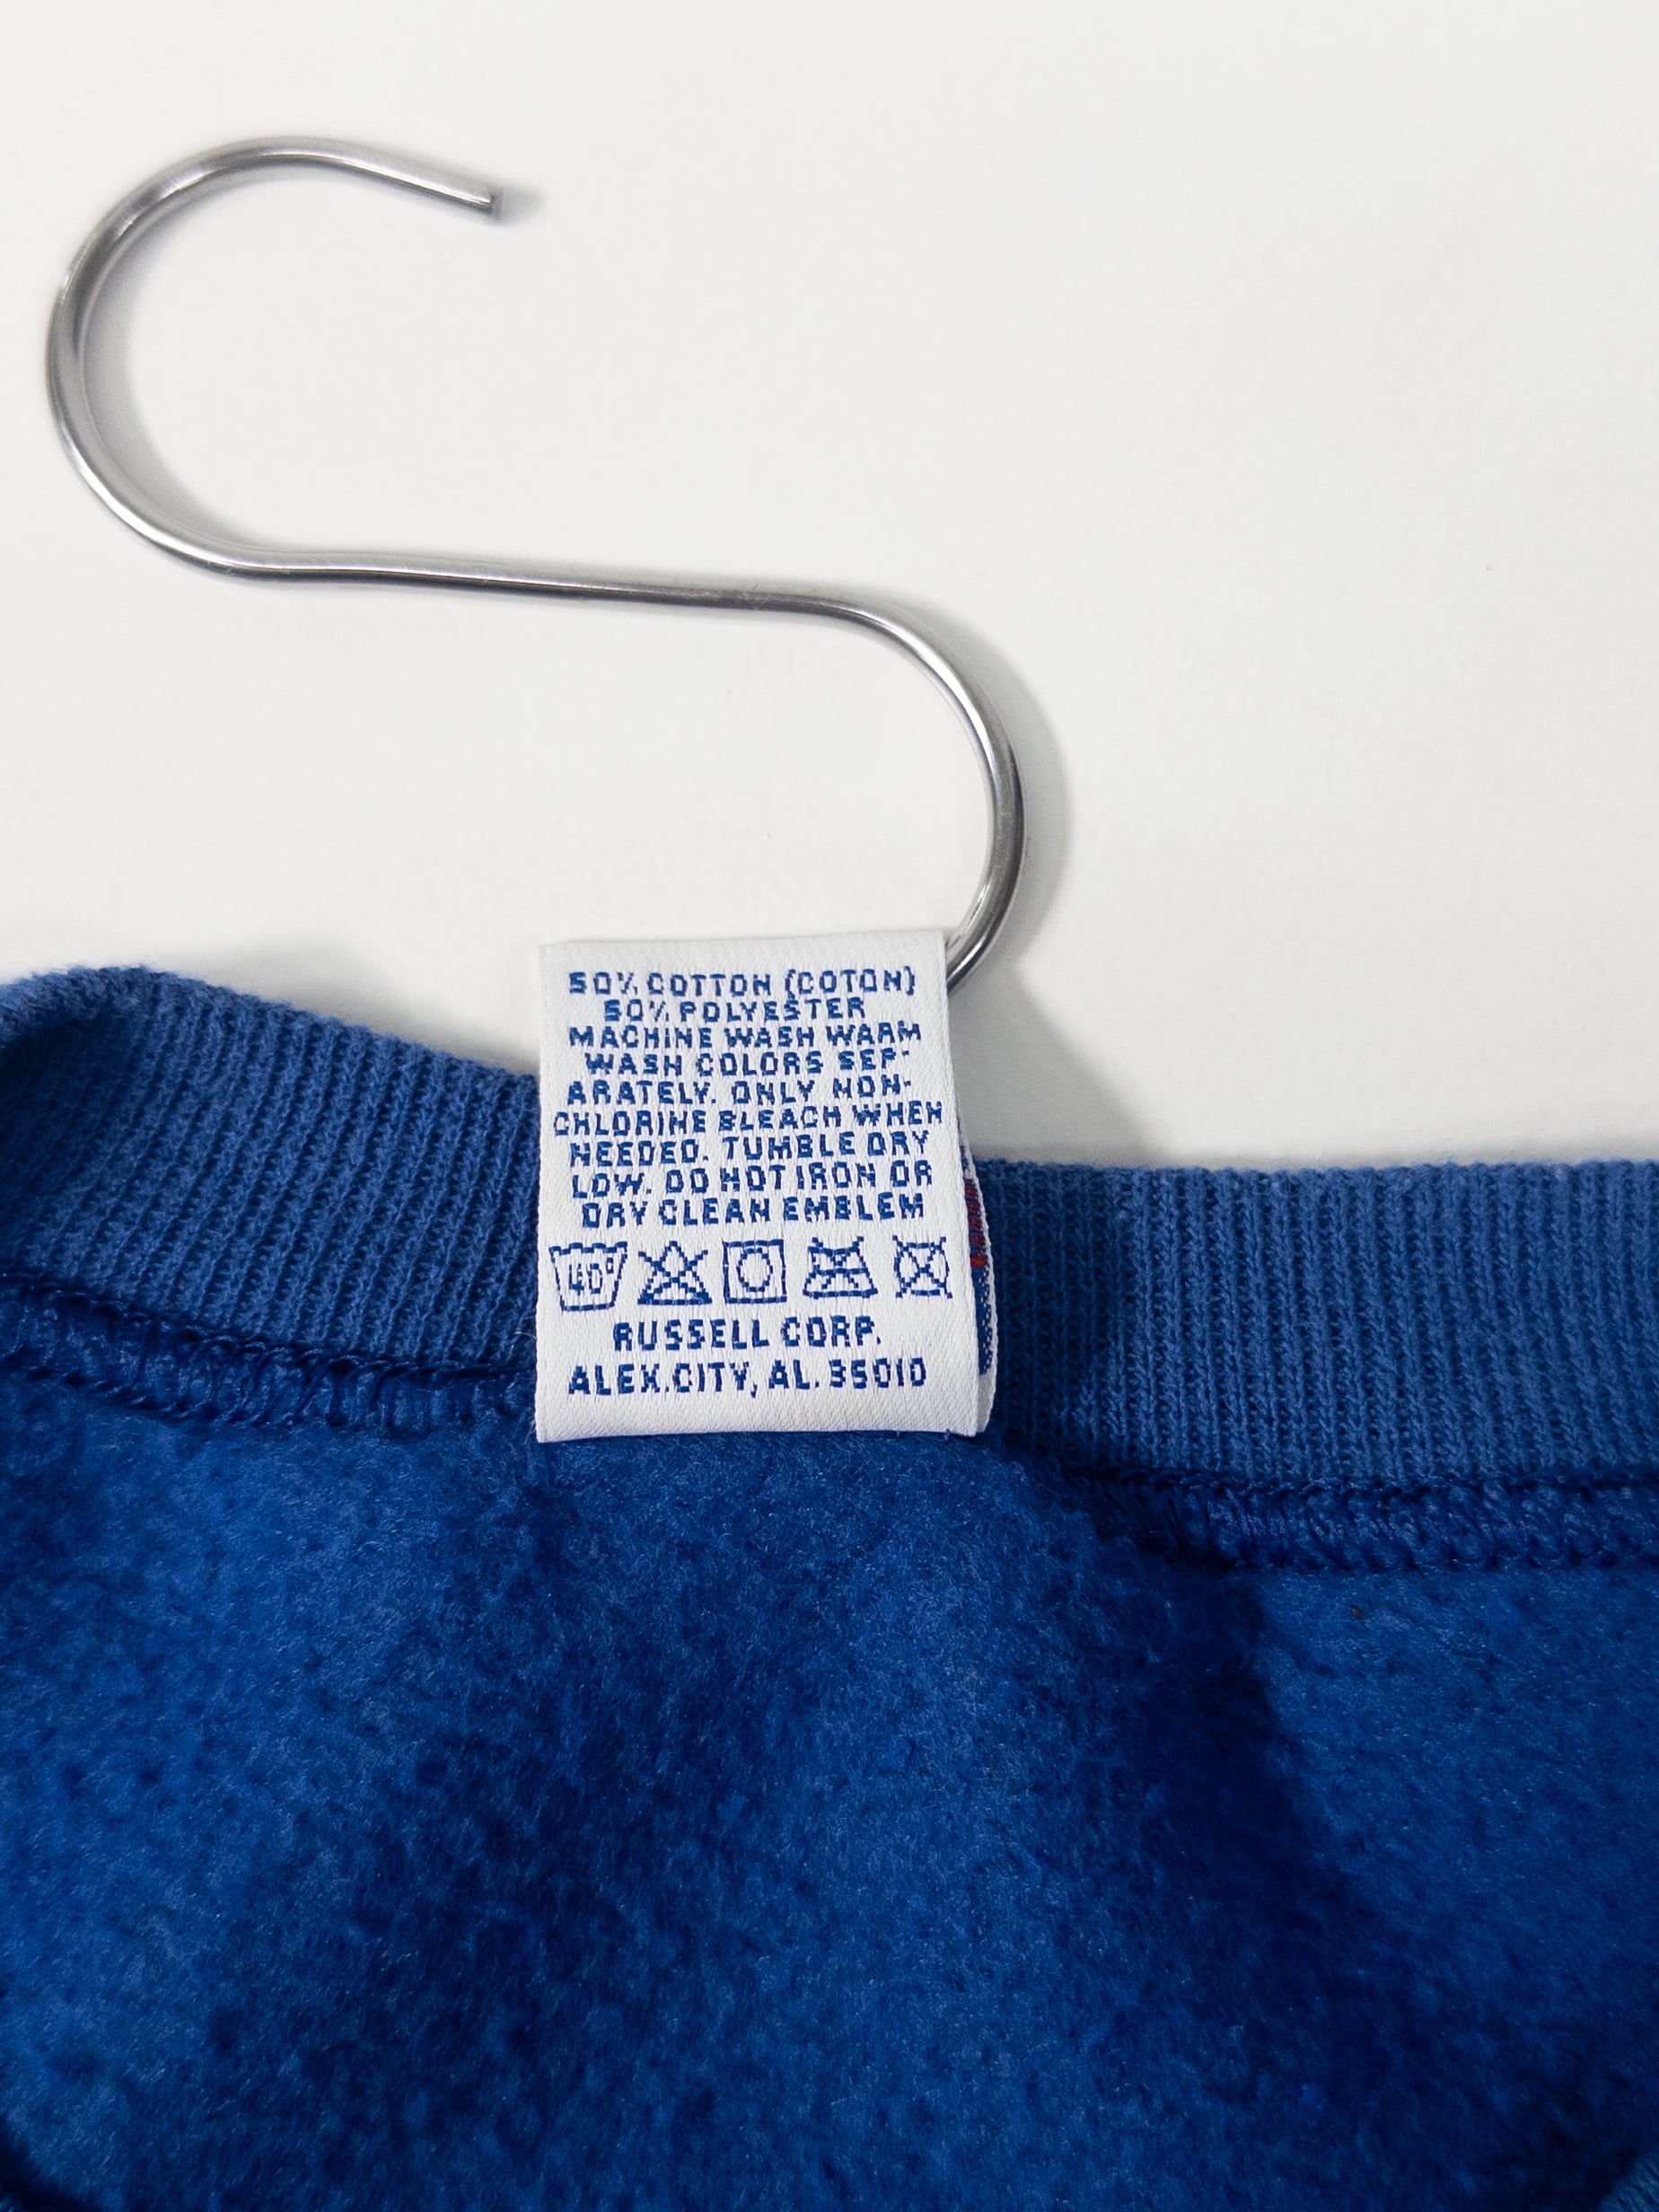 50% COTTON (COTON)
50% POLYESTER
MACHINE WASH WARM
WASH COLORS SEP-
ARATELY. ONLY NON-
CHLORINE BLEACH WHEN
NEEDED. TUMBLE DRY
LOW. DO NOT IRON OR
DRY CLEAN EMBLEM
40°
RUSSELL CORP.
ALEX.CITY, AL. 35010